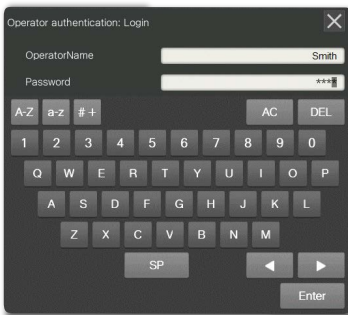 Operator authentication: Login
OperatorName Smith
Password ***
A-Z a-z #+ AC DEL
1 2 3 4 5 6 7 8 9 0
Q W E R T Y U I O P
A S D F G H J K L
Z X C V B N M
SP
Enter